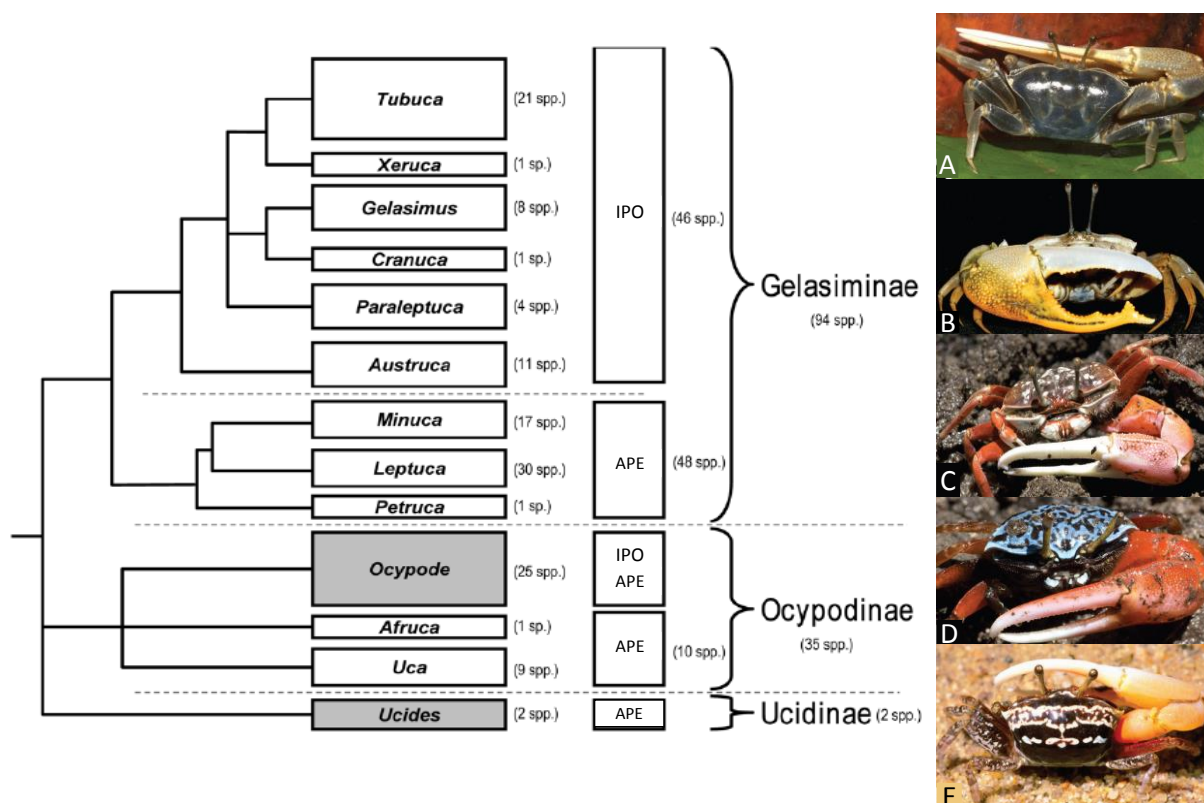 Tubuca (21 spp.)
Xeruca (1 sp.)
Gelasimus (8 spp.)
Cranuca (1 sp.)
Paraleptuca (4 spp.)
Austruca (11 spp.)
IPO (46 spp.)
Minuca (17 spp.)
Leptuca (30 spp.)
Petruca (1 sp.)
APE (48 spp.)
Gelasiminae
(94 spp.)
Ocypode (25 spp.)
IPO
APE
Afruca (1 sp.)
Uca (9 spp.)
APE (10 spp.)
Ocypodinae
(35 spp.)
Ucides (2 spp.) APE Ucidinae (2 spp.)
A
B
C
D
E